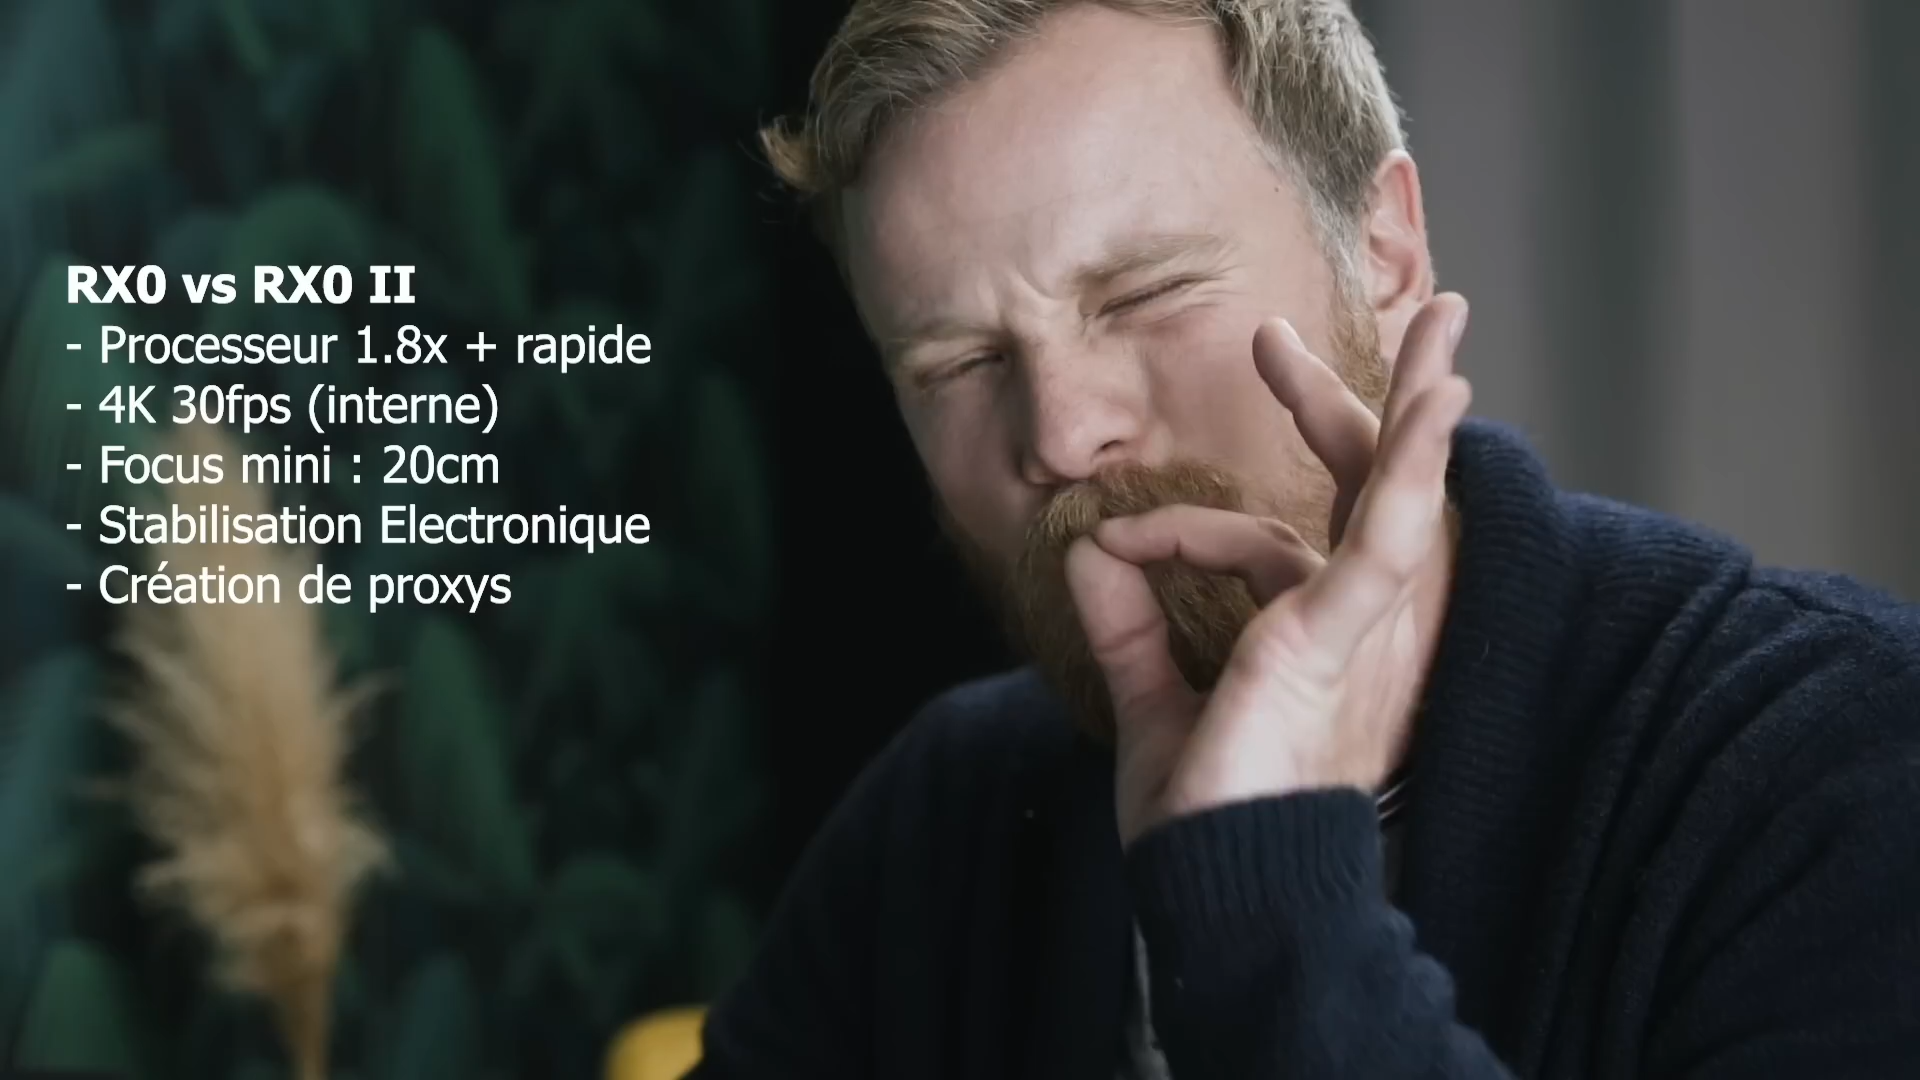 RX0 vs RX0 II
- Processeur 1.8x + rapide
- 4K 30fps (interne)
- Focus mini : 20cm
- Stabilisation Electronique
- Création de proxys